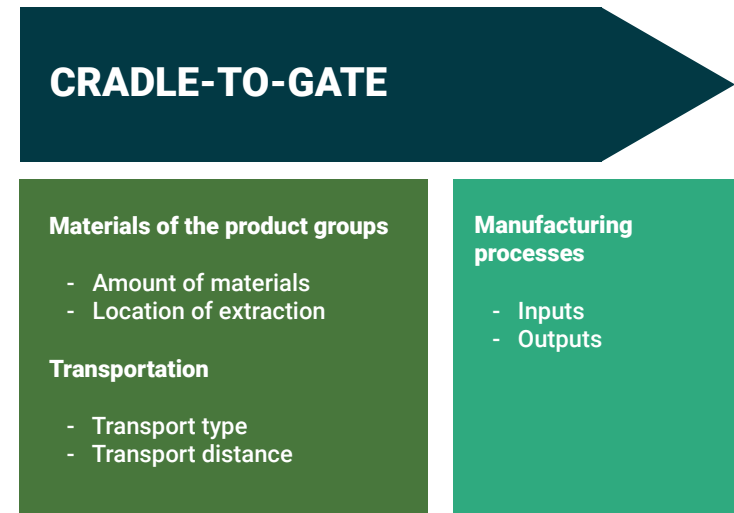 CRADLE-TO-GATE
Materials of the product groups
- Amount of materials
- Location of extraction
Transportation
- Transport type
- Transport distance
Manufacturing
processes
- Inputs
- Outputs